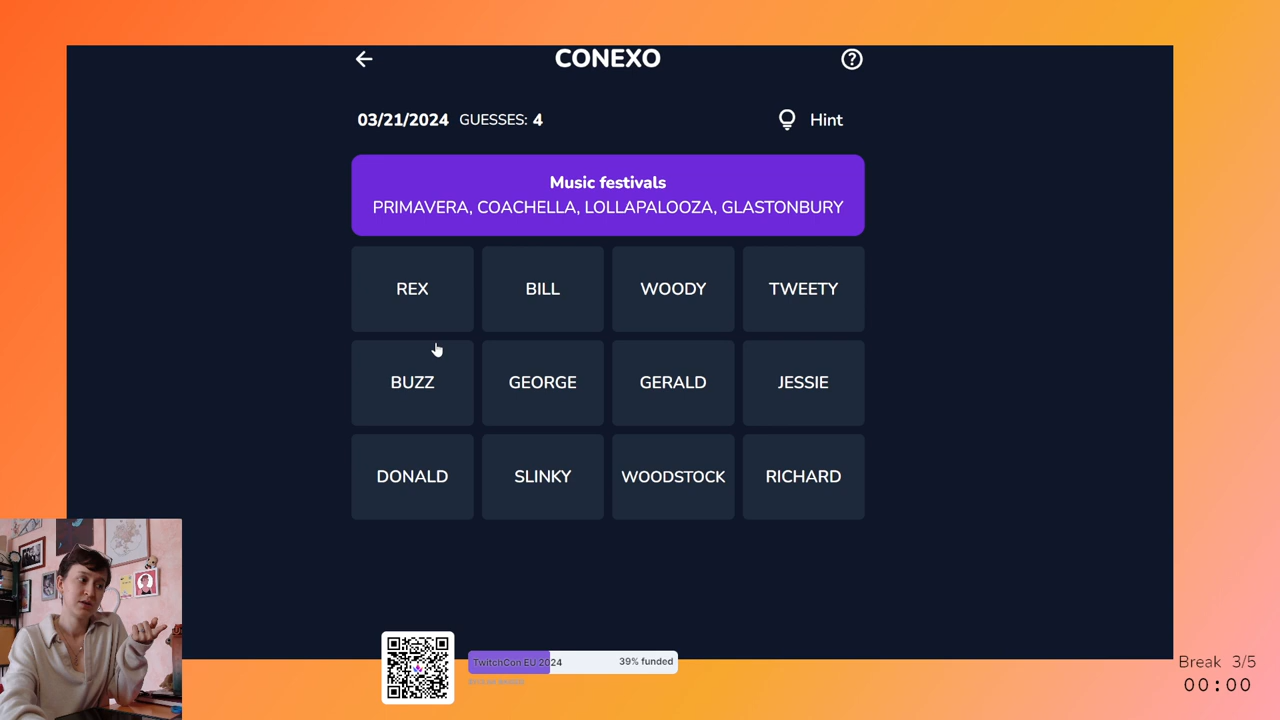 CONEXO
03/21/2024 GUESSES: 4
Hint
Music festivals
PRIMAVERA, COACHELLA, LOLLAPALOOZA, GLASTONBURY
REX BILL WOODY TWEETY
BUZZ GEORGE GERALD JESSIE
DONALD SLINKY WOODSTOCK RICHARD
TwitchCon EU 2024 39% funded
Break 3/5
00:00